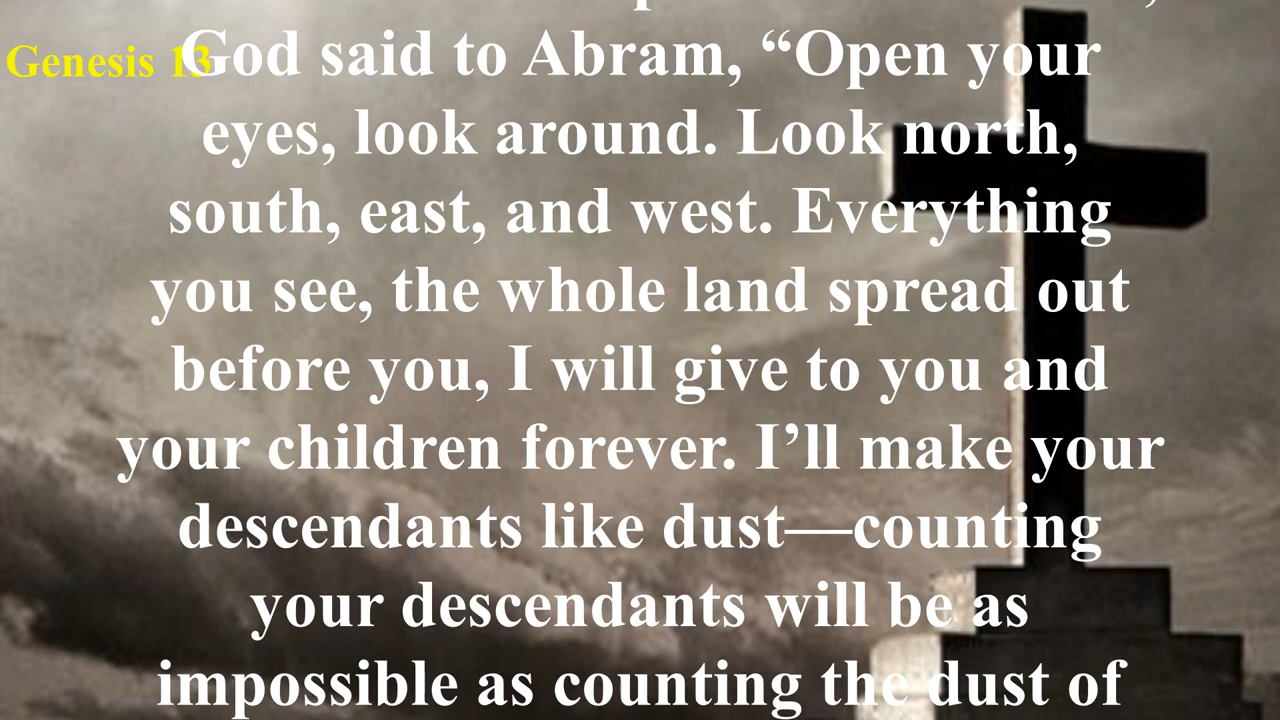 Genesis 13
God said to Abram, “Open your
eyes, look around. Look north,
south, east, and west. Everything
you see, the whole land spread out
before you, I will give to you and
your children forever. I’ll make your
descendants like dust—counting
your descendants will be as
impossible as counting the dust of